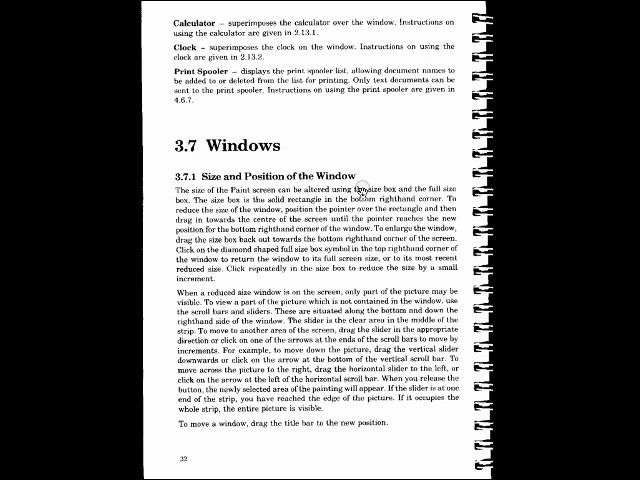 Calculator – superimposes the calculator over the window. Instructions on
using the calculator are given in 2.13.1.
Clock – superimposes the clock on the window. Instructions on using the
clock are given in 2.13.2.
Print Spooler – displays the print spooler list, allowing document names to
be added to or deleted from the list for printing. Only text documents can be
sent to the print spooler. Instructions on using the print spooler are given in
4.6.7.
3.7 Windows
3.7.1 Size and Position of the Window
The size of the Paint screen can be altered using the size box and the full size
box. The size box is the solid rectangle in the bottom righthand corner. To
reduce the size of the window, position the pointer over the rectangle and then
drag in towards the centre of the screen until the pointer reaches the new
position for the bottom righthand corner of the window. To enlarge the window,
drag the size box back out towards the bottom righthand corner of the screen.
Click on the diamond shaped full size box symbol in the top righthand corner of
the window to return the window to its full screen size, or to its most recent
reduced size. Click repeatedly in the size box to reduce the size by a small
increment.
When a reduced size window is on the screen, only part of the picture may be
visible. To view a part of the picture which is not contained in the window, use
the scroll bars and sliders. These are situated along the bottom and down the
righthand side of the window. The slider is the clear area in the middle of the
strip. To move to another area of the screen, drag the slider in the appropriate
direction or click on one of the arrows at the ends of the scroll bars to move by
increments. For example, to move down the picture, drag the vertical slider
downwards or click on the arrow at the bottom of the vertical scroll bar. To
move across the picture to the right, drag the horizontal slider to the left, or
click on the arrow at the left of the horizontal scroll bar. When you release the
button, the newly selected area of the painting will appear. If the slider is at one
end of the strip, you have reached the edge of the picture. If it occupies the
whole strip, the entire picture is visible.
To move a window, drag the title bar to the new position.
32